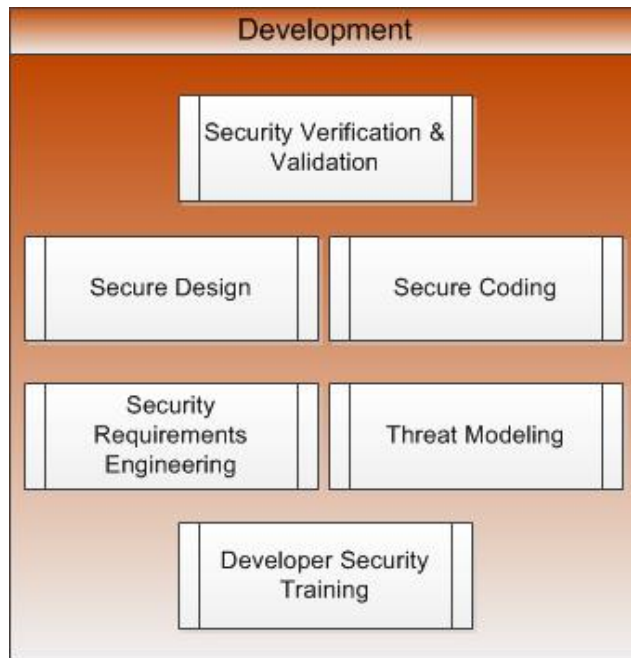 Development
Security Verification &
Validation
Secure Design
Secure Coding
Security
Requirements
Engineering
Threat Modeling
Developer Security
Training